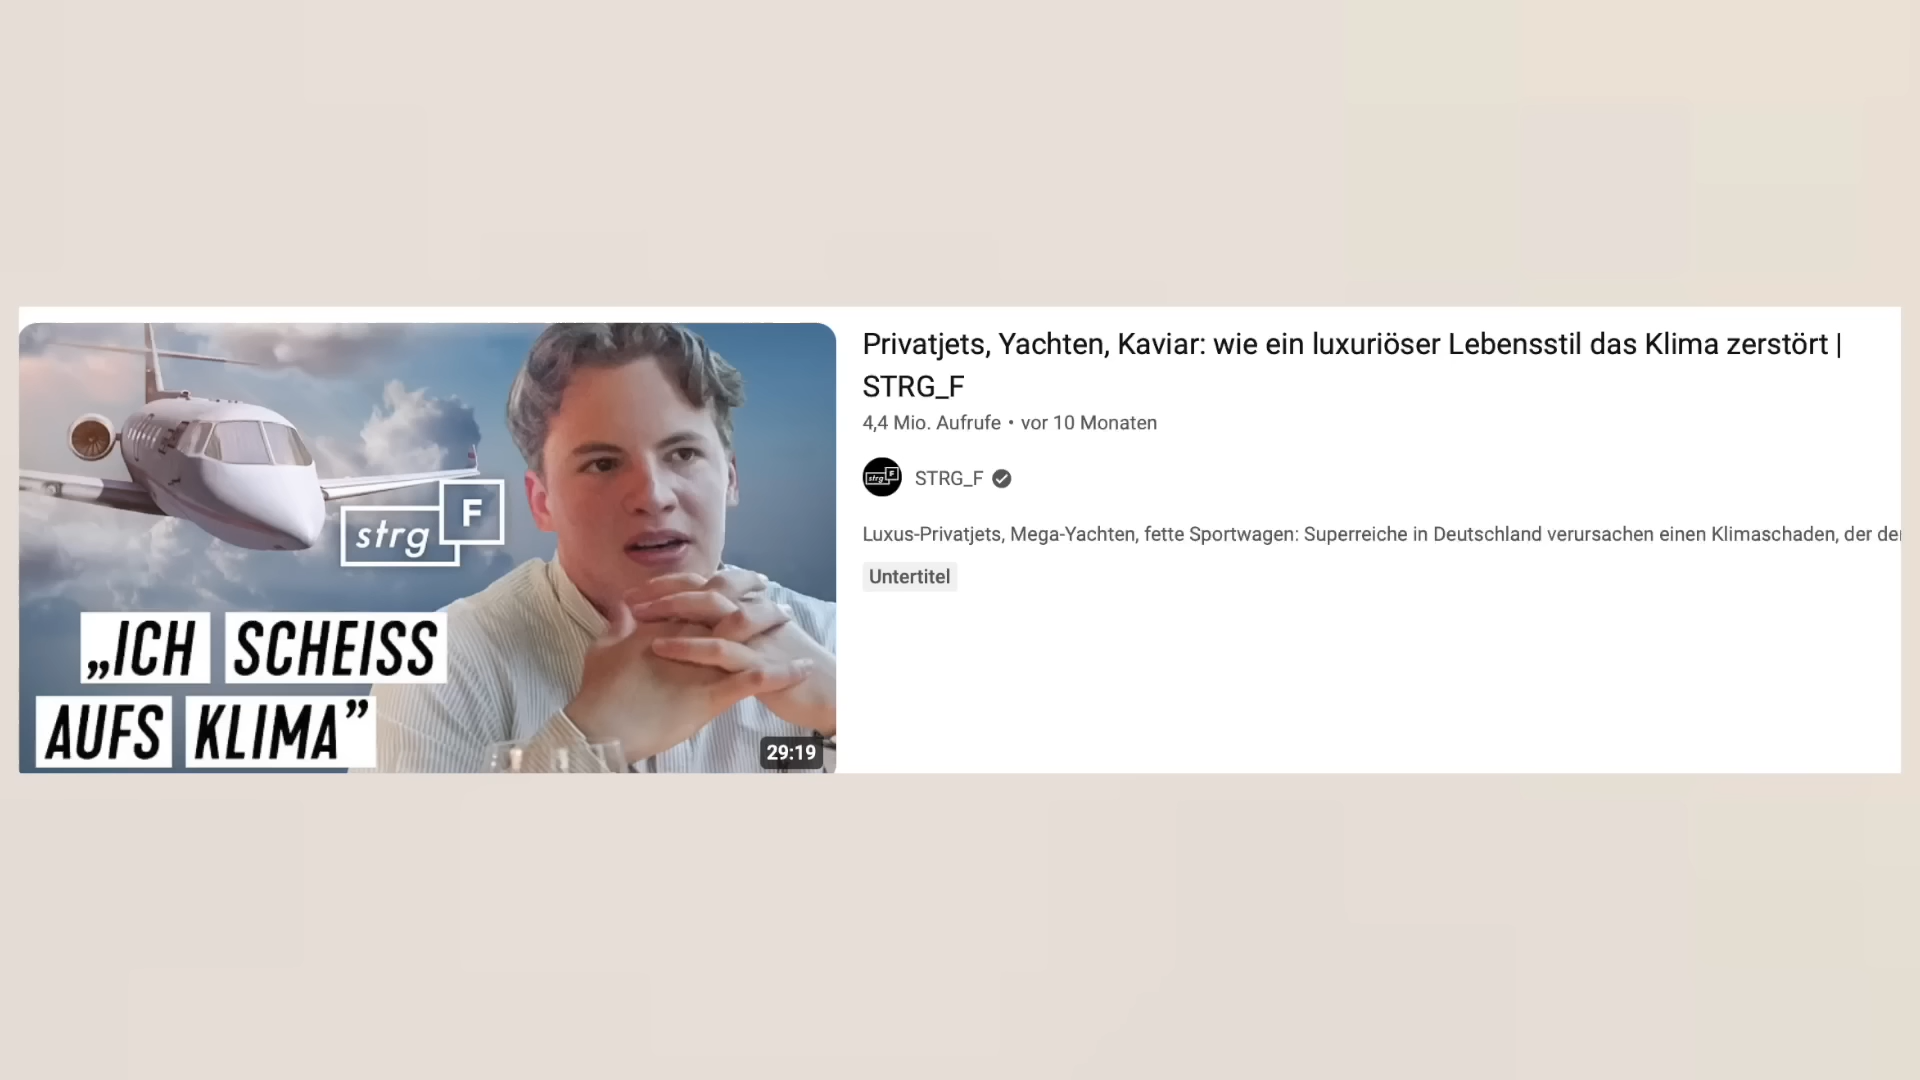 Privatjets, Yachten, Kaviar: wie ein luxuriöser Lebensstil das Klima zerstört |
STRG_F
4,4 Mio. Aufrufe • vor 10 Monaten
strg F
STRG_F
Luxus-Privatjets, Mega-Yachten, fette Sportwagen: Superreiche in Deutschland verursachen einen Klimaschaden, der der
Untertitel
strg F
„ICH SCHEISS
AUFS KLIMA”
29:19